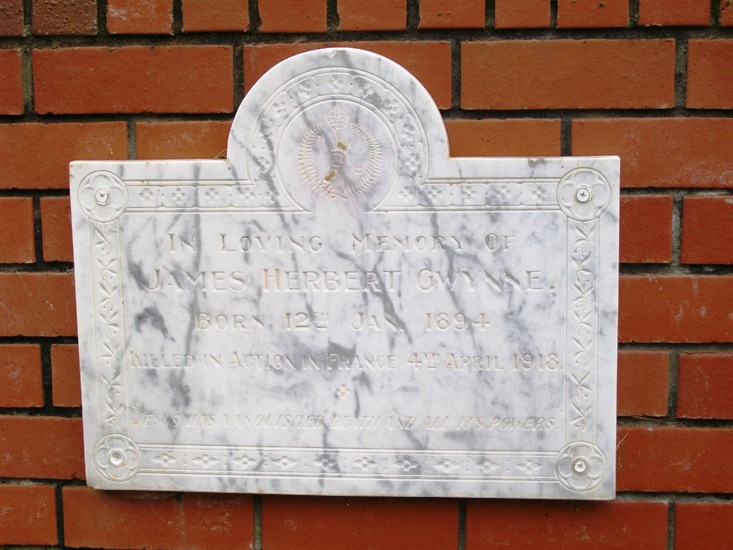 In Loving Memory Of
James Herbert Gwynne.
Born 12th Jan. 1894
Killed in Action in France 4th April 1918.
Jesus has vanquished death and all its powers.